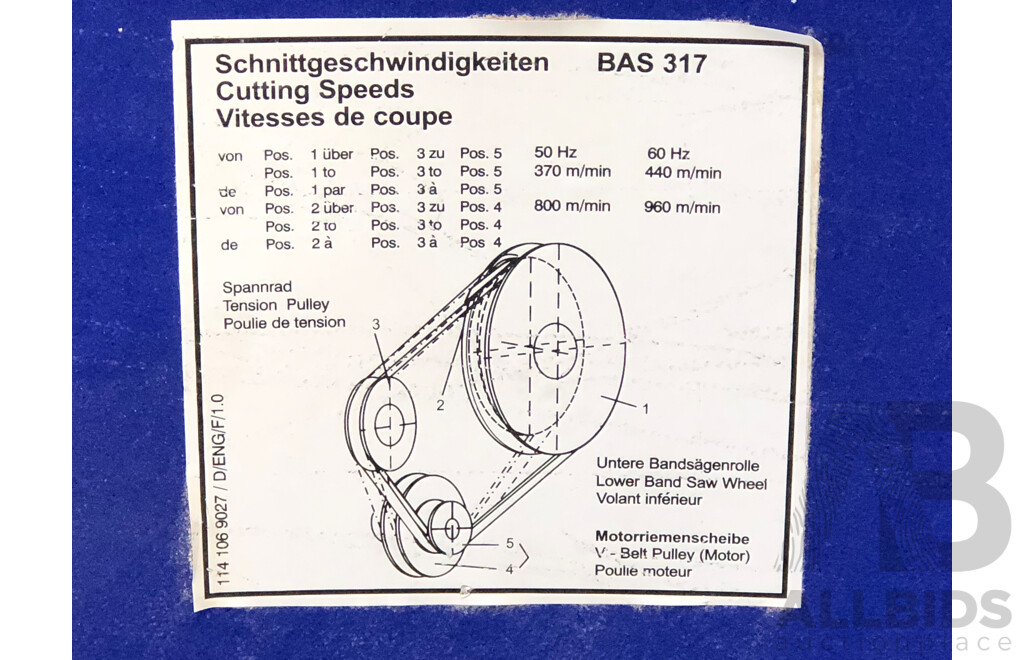 Schnittgeschwindigkeiten BAS 317
Cutting Speeds
Vitesses de coupe
von Pos. 1 über Pos. 3 zu Pos. 5 50 Hz 60 Hz
Pos. 1 to Pos. 3 to Pos. 5 370 m/min 440 m/min
de Pos. 1 par Pos. 3 à Pos. 5
von Pos. 2 über Pos. 3 zu Pos. 4 800 m/min 960 m/min
Pos. 2 to Pos. 3 to Pos. 4
de Pos. 2 à Pos. 3 à Pos 4
Spannrad
Tension Pulley
Poulie de tension
3
2
1
Untere Bandsägenrolle
Lower Band Saw Wheel
Volant inférieur
Motorriemenscheibe
V - Belt Pulley (Motor)
Poulie moteur
5
4
114 106 9027 / D/ENG/F/1.0
B
ALLBIDS
auctionplace